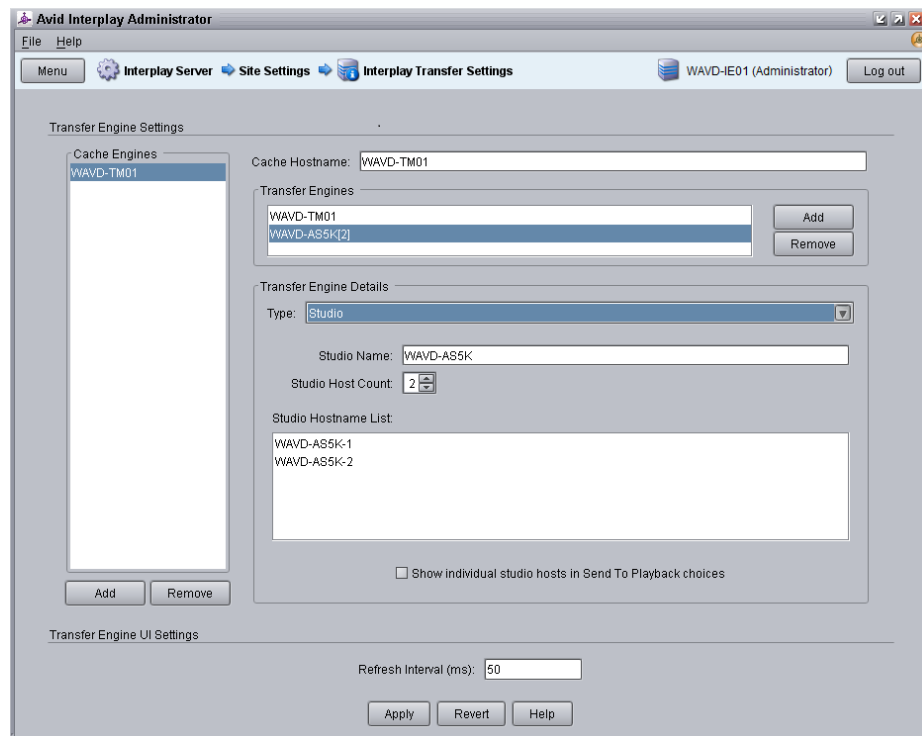 Avid Interplay Administrator
File Help
Menu Interplay Server Site Settings Interplay Transfer Settings WAVD-IE01 (Administrator) Log out
Transfer Engine Settings
Cache Engines
WAVD-TM01
Cache Hostname: WAVD-TM01
Transfer Engines
WAVD-TM01
WAVD-AS5K[2]
Add
Remove
Transfer Engine Details
Type: Studio
Studio Name: WAVD-AS5K
Studio Host Count: 2
Studio Hostname List:
WAVD-AS5K-1
WAVD-AS5K-2
Show individual studio hosts in Send To Playback choices
Add Remove
Transfer Engine UI Settings
Refresh Interval (ms): 50
Apply Revert Help